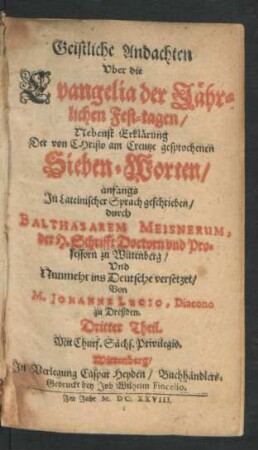 Geistliche Andachten
Uber die
Evangelia der Jähr-
lichen Fest-tagen/
Nebenst Erklärung
Der von CHristo am Creutze gesprochenen
Sieben-Worten/
anfangs
In Lateinischer Sprach geschrieben/
durch
BALTHASAREM MEISNERUM,
der H. Schrifft Doctorn und Pro-
fessorn zu Wittenberg/
Und
Nunmehr ins Deutsche versetzet/
Von
M. JOHANNE LUCIO, Diacono
zu Dreßden.
Dritter Theil.
Mit Churf. Sächs. Privilegio.
Wittenberg/
In Verlegung Caspar Heyden/ Buchhändlers.
Gedruckt bey Joh Wilhelm Fincelio.
Im Jahr M. DC. XXVIII.